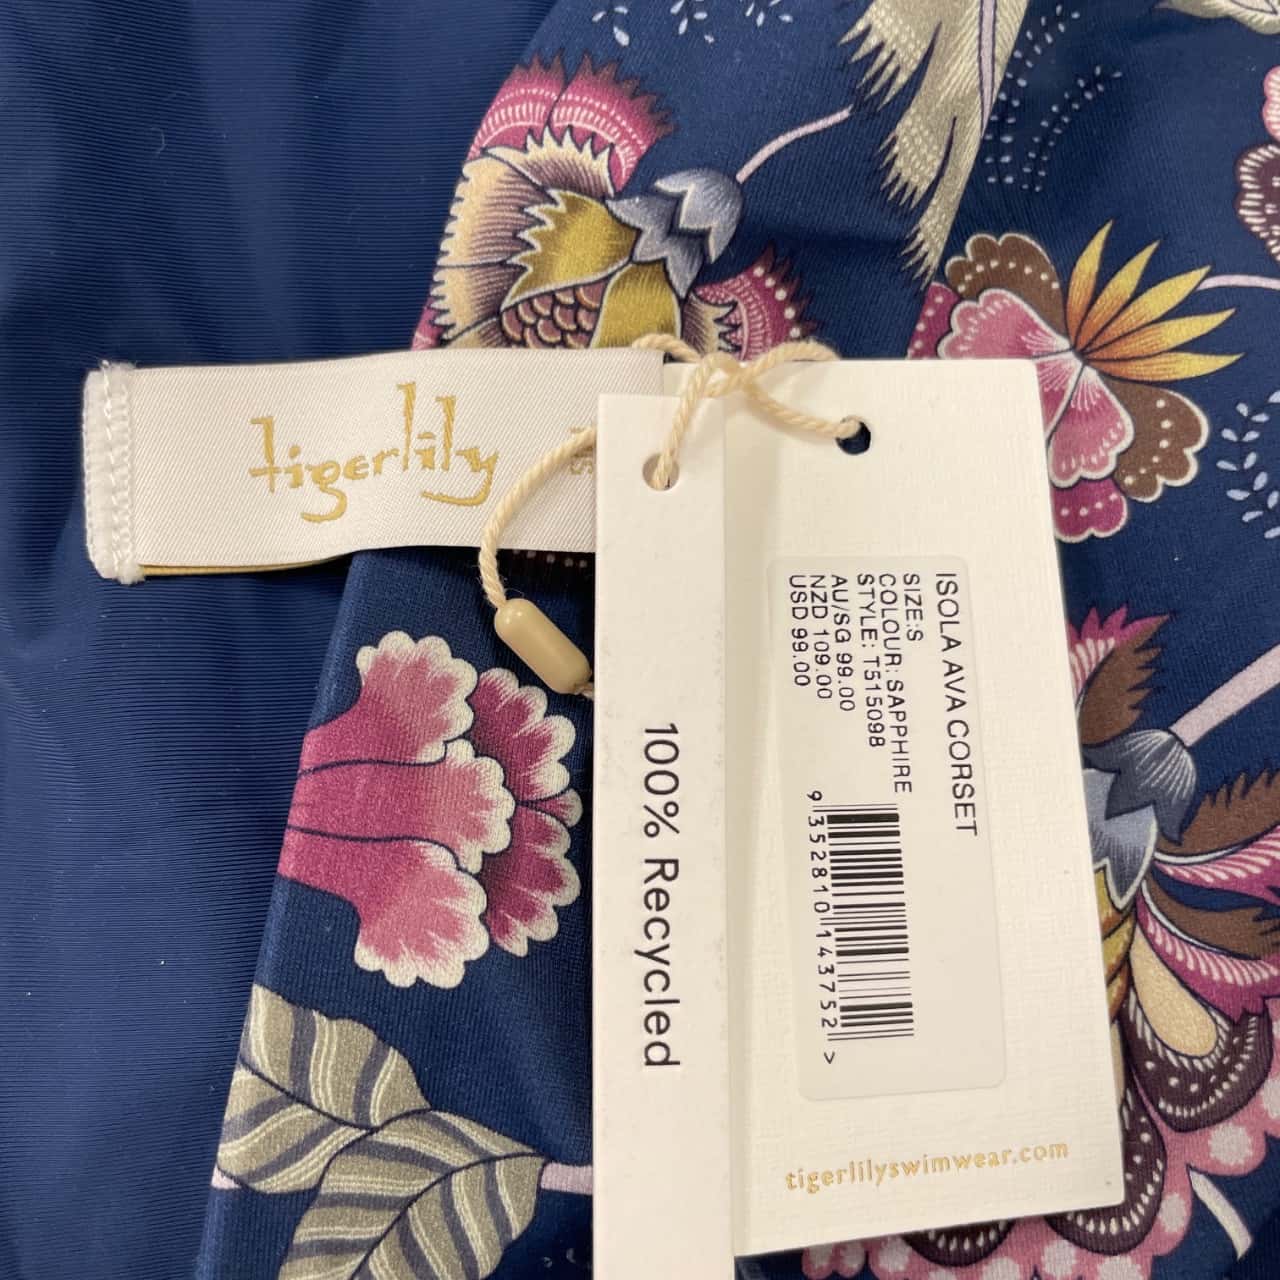 tigerlily
100% Recycled
ISOLA AVA CORSET
SIZE:S
COLOUR: SAPPHIRE
STYLE: T515098
AU/SG 99.00
NZD 109.00
USD 99.00
9 352810 143752 >
tigerlilyswimwear.com